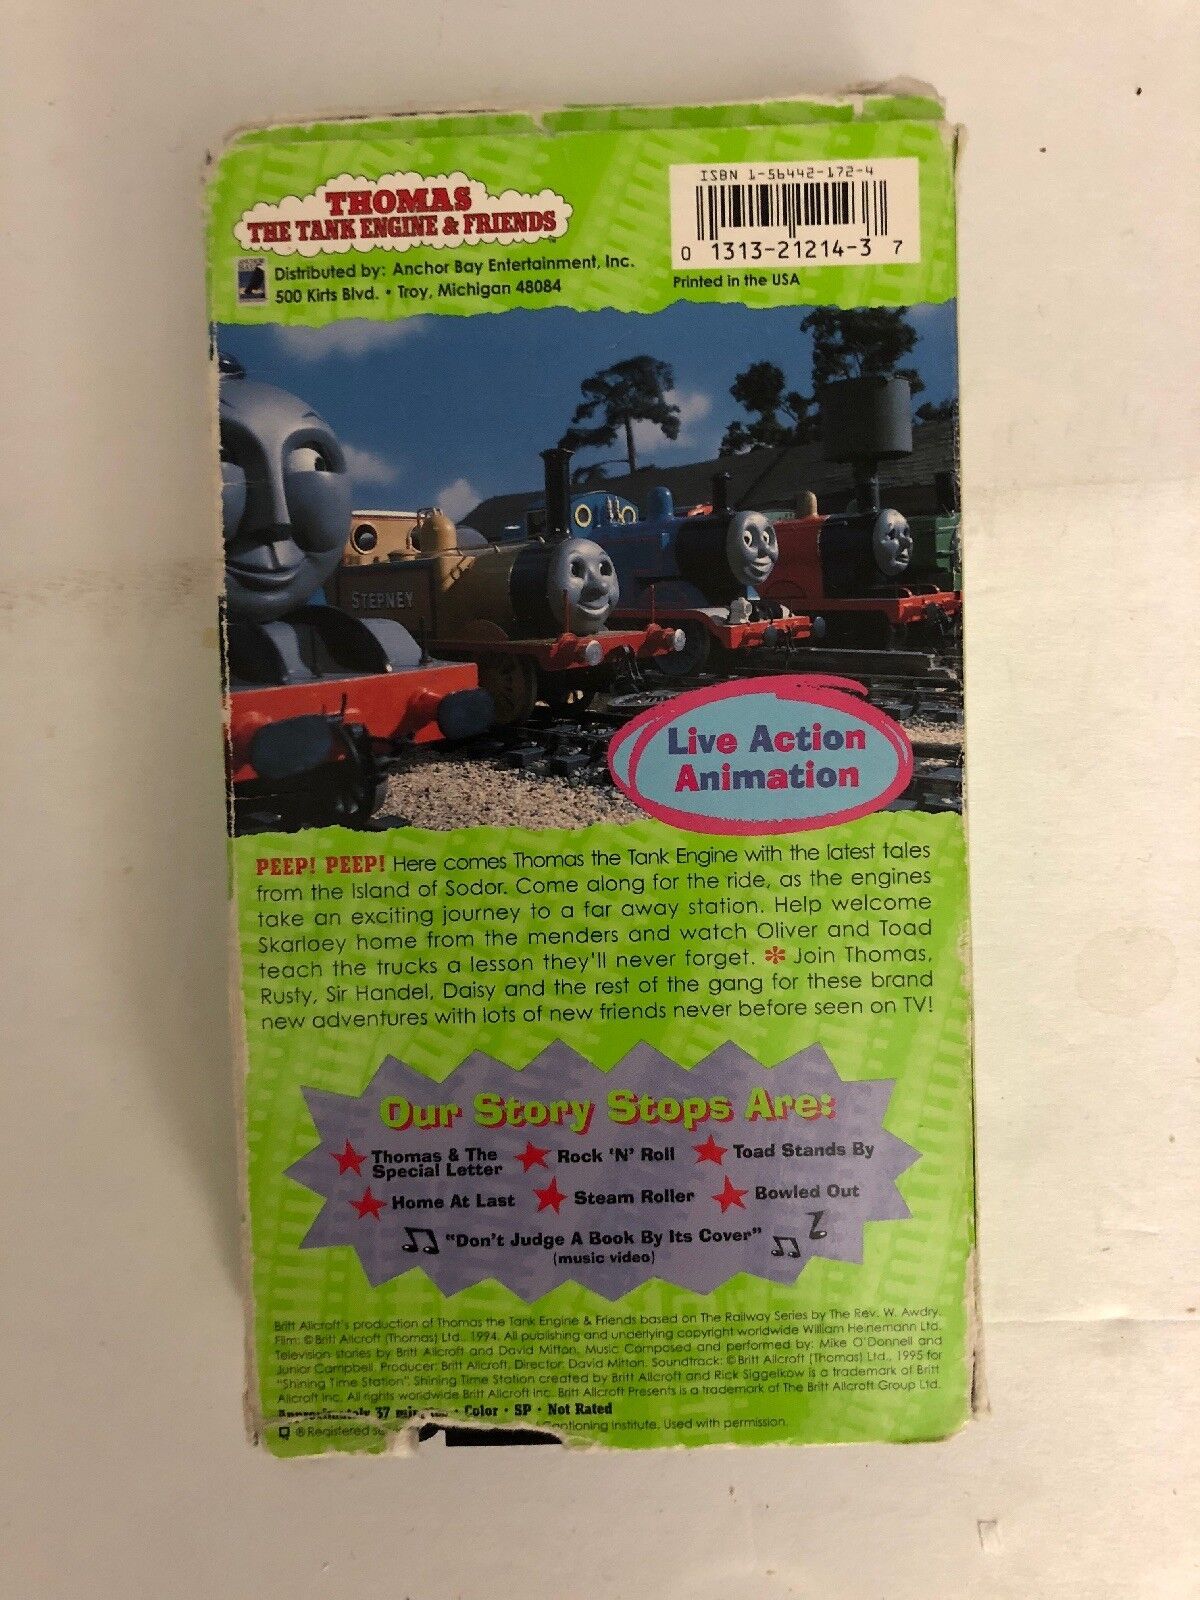 THOMAS
THE TANK ENGINE & FRIENDS™
Distributed by: Anchor Bay Entertainment, Inc.
500 Kirts Blvd. • Troy, Michigan 48084
ISBN 1-56442-172-4
0 1313-21214-3 7
Printed in the USA
STEPNEY
Live Action
Animation
PEEP! PEEP! Here comes Thomas the Tank Engine with the latest tales
from the Island of Sodor. Come along for the ride, as the engines
take an exciting journey to a far away station. Help welcome
Skarloey home from the menders and watch Oliver and Toad
teach the trucks a lesson they'll never forget. ✻ Join Thomas,
Rusty, Sir Handel, Daisy and the rest of the gang for these brand
new adventures with lots of new friends never before seen on TV!
Our Story Stops Are:
Thomas & The
Special Letter
Rock 'N' Roll
Toad Stands By
Home At Last
Steam Roller
Bowled Out
"Don't Judge A Book By Its Cover"
(music video)
Britt Allcroft's production of Thomas the Tank Engine & Friends based on The Railway Series by The Rev. W. Awdry.
Film: © Britt Allcroft (Thomas) Ltd., 1994. All publishing and underlying copyright worldwide William Heinemann Ltd.
Television stories by Britt Allcroft and David Mitton. Music Composed and performed by: Mike O'Donnell and
Junior Campbell. Producer: Britt Allcroft. Director: David Mitton. Soundtrack: © Britt Allcroft (Thomas) Ltd., 1995 for
"Shining Time Station". Shining Time Station created by Britt Allcroft and Rick Siggelkow is a trademark of Britt
Allcroft Inc. All rights worldwide Britt Allcroft Inc. Britt Allcroft Presents is a trademark of The Britt Allcroft Group Ltd.
Approximately 37 • Color • SP • Not Rated
® Registered Captioning Institute. Used with permission.